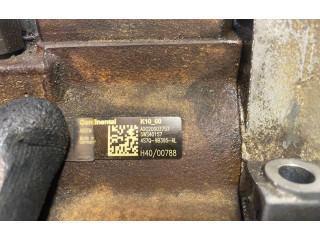 Continental
K10_00
A2C20003757
5WS40157
4S7Q-9B395-AL
H40/00788